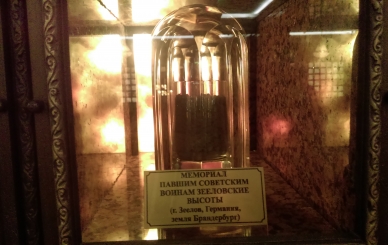 МЕМОРИАЛ
ПАВШИМ СОВЕТСКИМ
ВОИНАМ ЗЕЕЛОВСКИЕ
ВЫСОТЫ
(г. Зеелов, Германия,
земля Бранденбург)